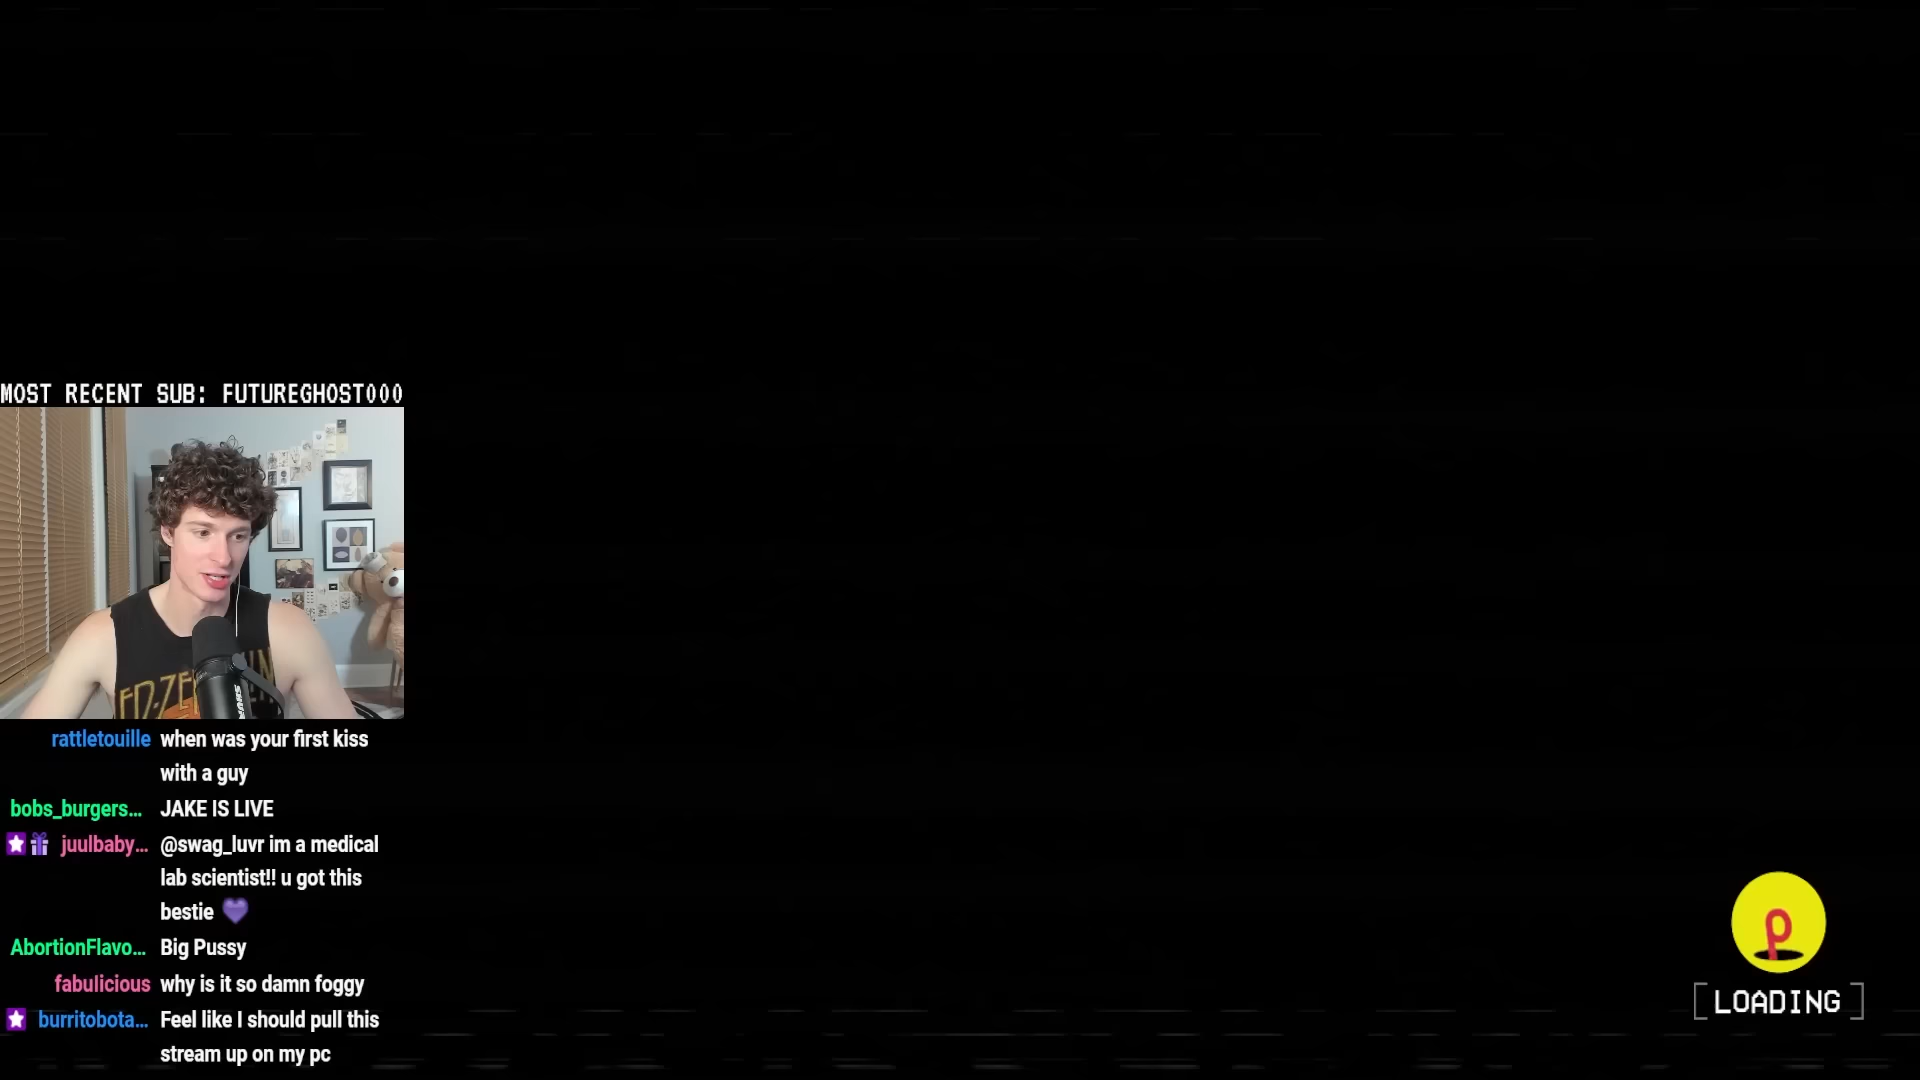 MOST RECENT SUB: FUTUREGHOST000
rattletouille when was your first kiss
with a guy
bobs_burgers... JAKE IS LIVE
juulbaby... @swag_luvr im a medical
lab scientist!! u got this
bestie 💜
AbortionFlavo... Big Pussy
fabulicious why is it so damn foggy
burritobota... Feel like I should pull this
stream up on my pc
p
[LOADING]